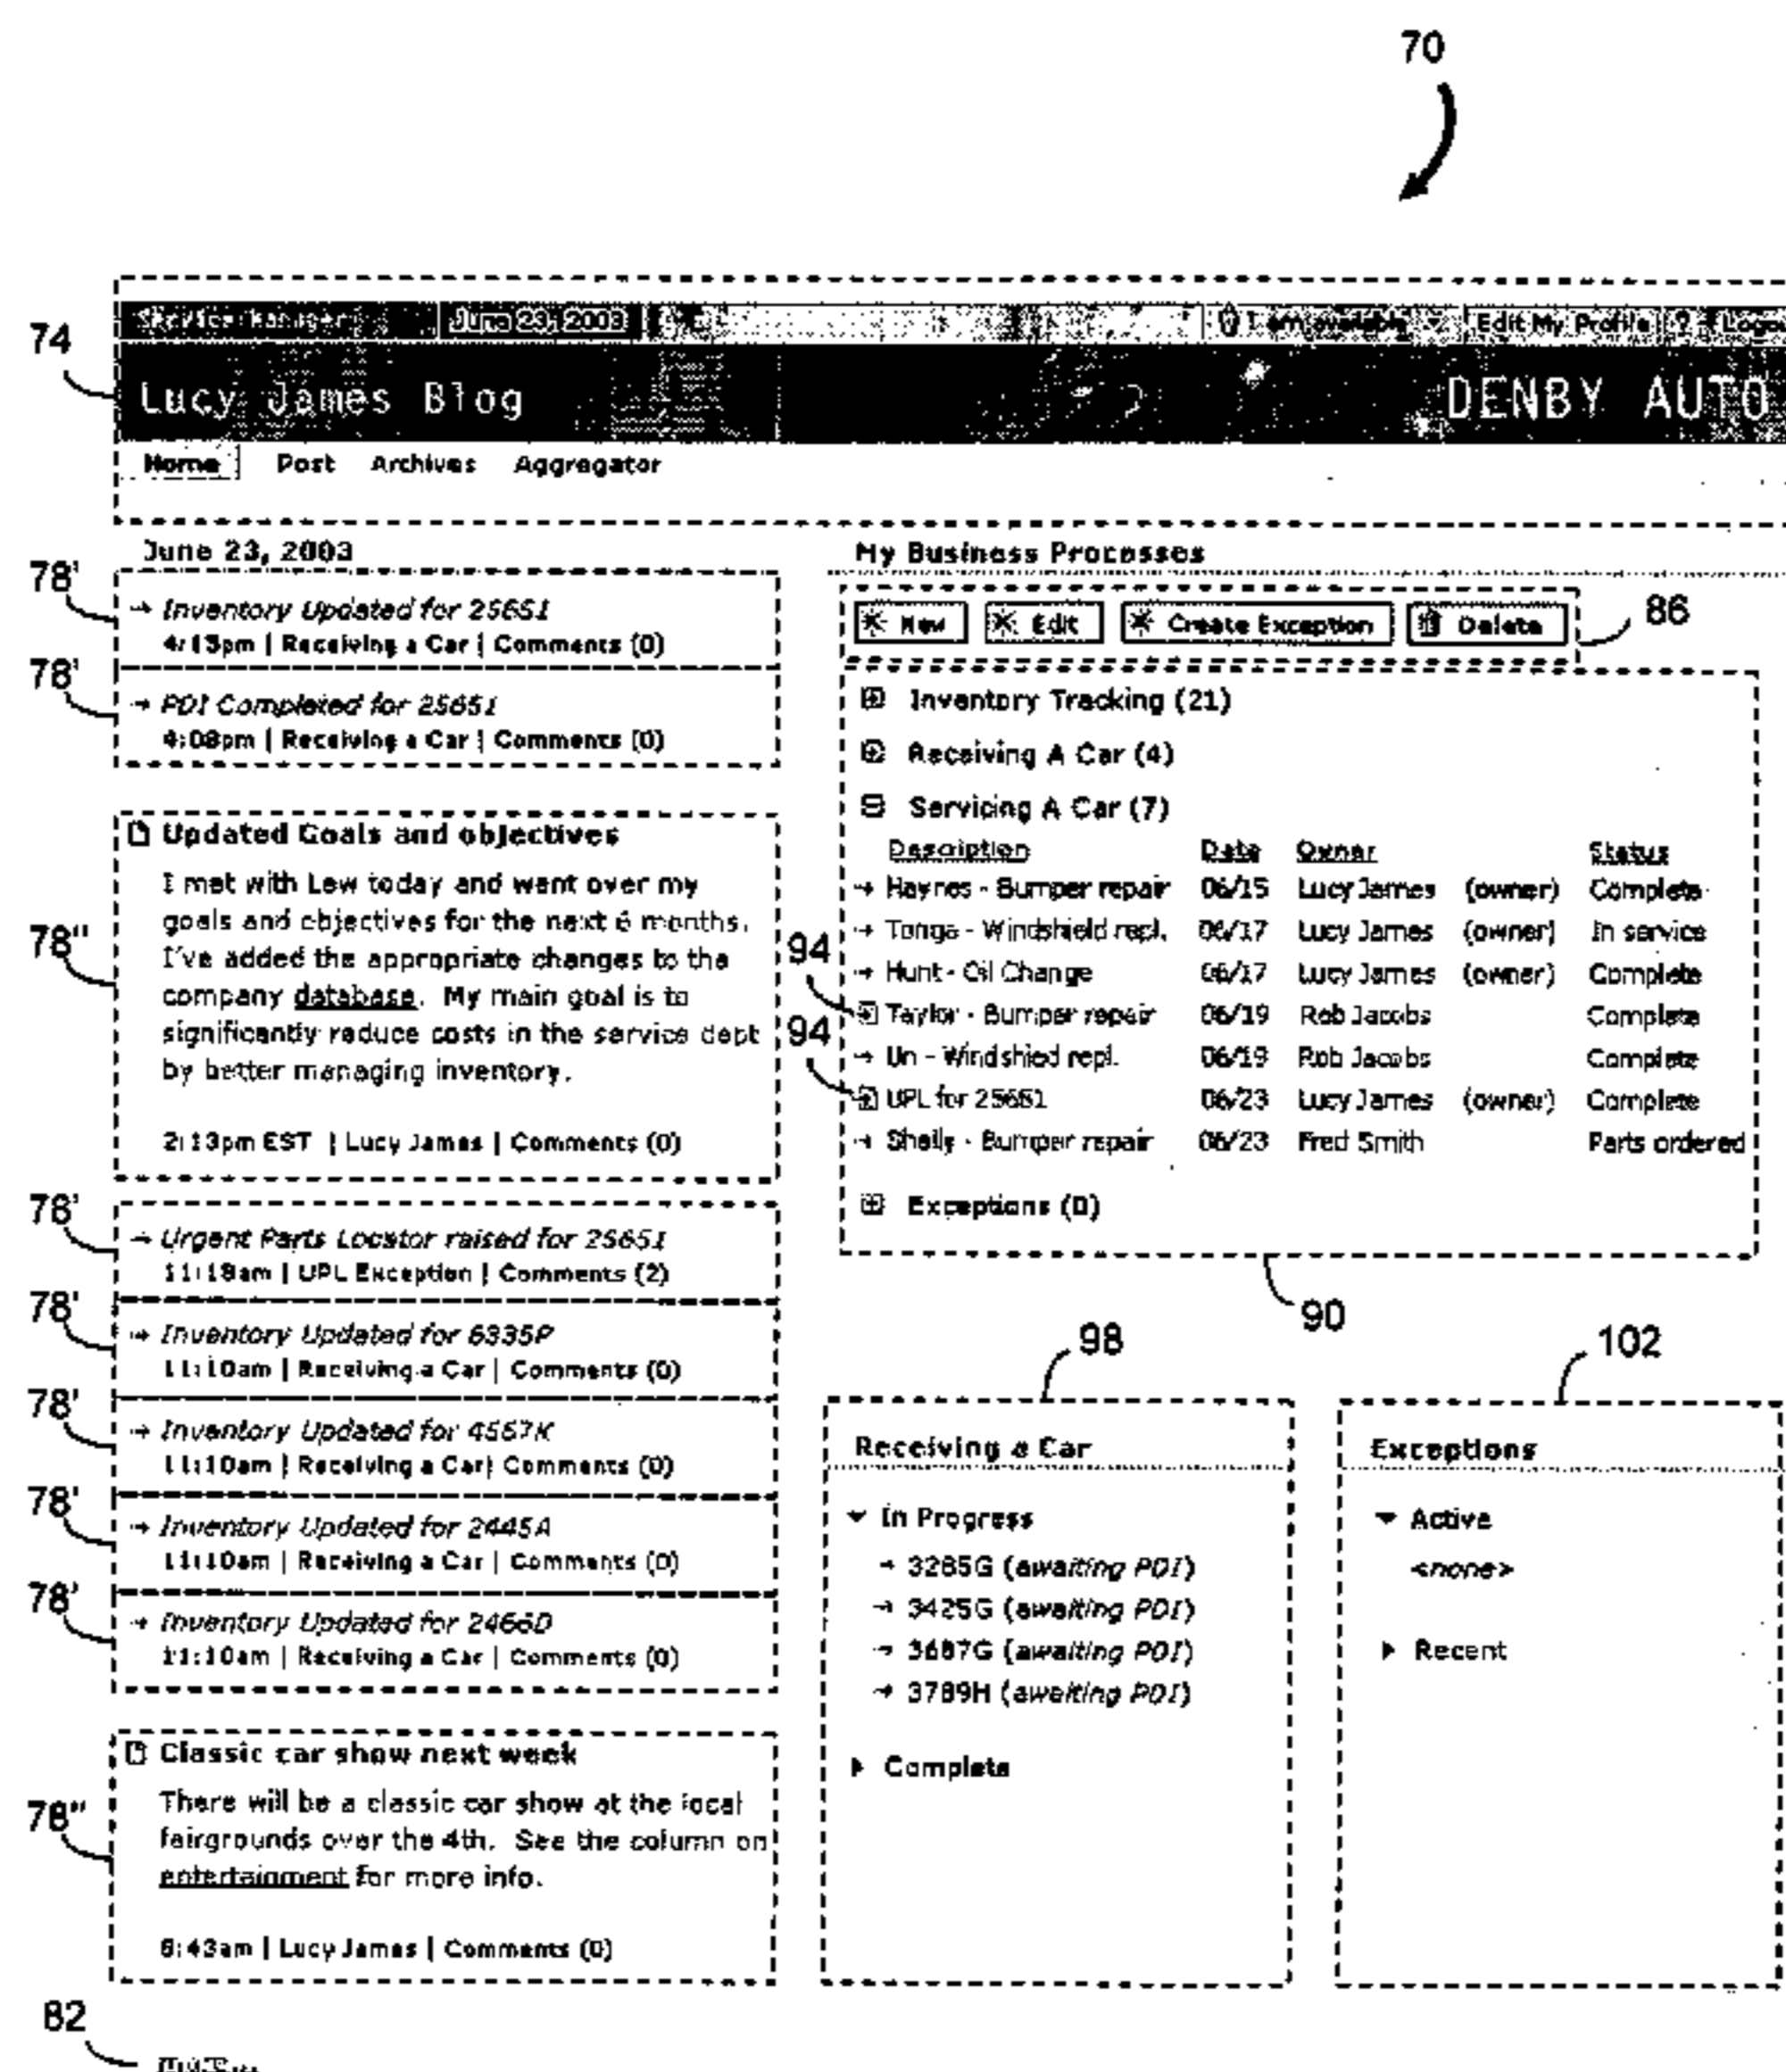 70
74
June 23, 2003
I am available
Edit My Profile
?
Lucy James Blog
DENBY AUTO
Home Post Archives Aggregator
June 23, 2003
78'
→ Inventory Updated for 25651
4:15pm | Receiving a Car | Comments (0)
78'
→ PDI Completed for 25651
4:08pm | Receiving a Car | Comments (0)
Updated Goals and objectives
78"
I met with Lew today and went over my
goals and objectives for the next 6 months.
I've added the appropriate changes to the
company database. My main goal is to
significantly reduce costs in the service dept
by better managing inventory.
2:13pm EST | Lucy James | Comments (0)
78'
→ Urgent Parts Locator raised for 25651
11:18am | UPL Exception | Comments (2)
78'
→ Inventory Updated for 6335P
11:10am | Receiving a Car | Comments (0)
78'
→ Inventory Updated for 4567K
11:10am | Receiving a Car | Comments (0)
78'
→ Inventory Updated for 2445A
11:10am | Receiving a Car | Comments (0)
78'
→ Inventory Updated for 2466D
11:10am | Receiving a Car | Comments (0)
Classic car show next week
78"
There will be a classic car show at the local
fairgrounds over the 4th. See the column on
entertainment for more info.
8:43am | Lucy James | Comments (0)
82
My Business Processes
New Edit Create Exception Delete
86
Inventory Tracking (21)
Receiving A Car (4)
Servicing A Car (7)
Description Date Owner Status
→ Haynes - Bumper repair 06/15 Lucy James (owner) Complete
→ Tonga - Windshield repl. 06/17 Lucy James (owner) In service
→ Hunt - Oil Change 06/17 Lucy James (owner) Complete
94
Taylor - Bumper repair 06/19 Rob Jacobs Complete
→ Un - Windshied repl. 06/19 Rob Jacobs Complete
94
UPL for 25651 06/23 Lucy James (owner) Complete
→ Shelly - Bumper repair 06/23 Fred Smith Parts ordered
Exceptions (0)
90
98
Receiving a Car
In Progress
→ 3285G (awaiting PDI)
→ 3425G (awaiting PDI)
→ 3687G (awaiting PDI)
→ 3789H (awaiting PDI)
Complete
102
Exceptions
Active
<none>
Recent